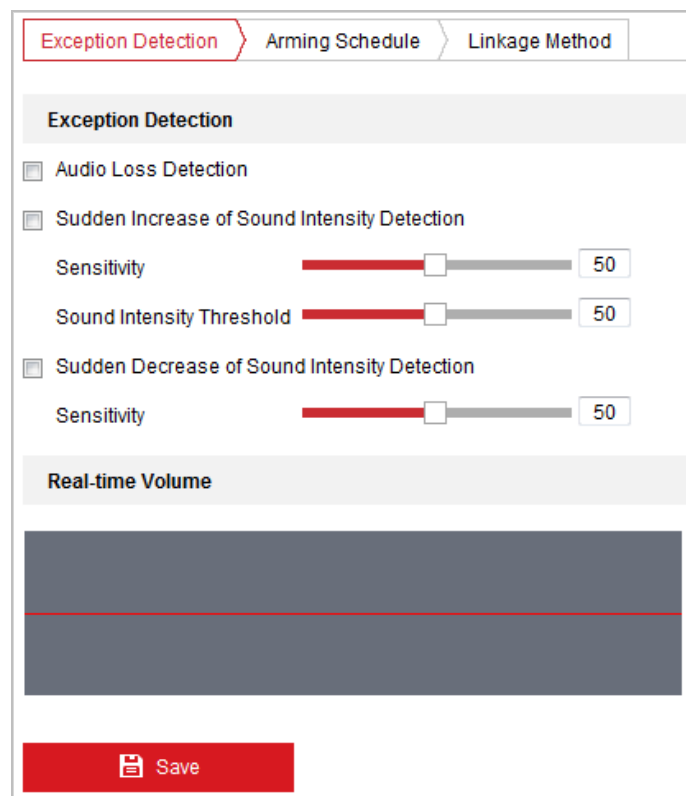 Exception Detection
Arming Schedule
Linkage Method
Exception Detection
Audio Loss Detection
Sudden Increase of Sound Intensity Detection
Sensitivity 50
Sound Intensity Threshold 50
Sudden Decrease of Sound Intensity Detection
Sensitivity 50
Real-time Volume
Save